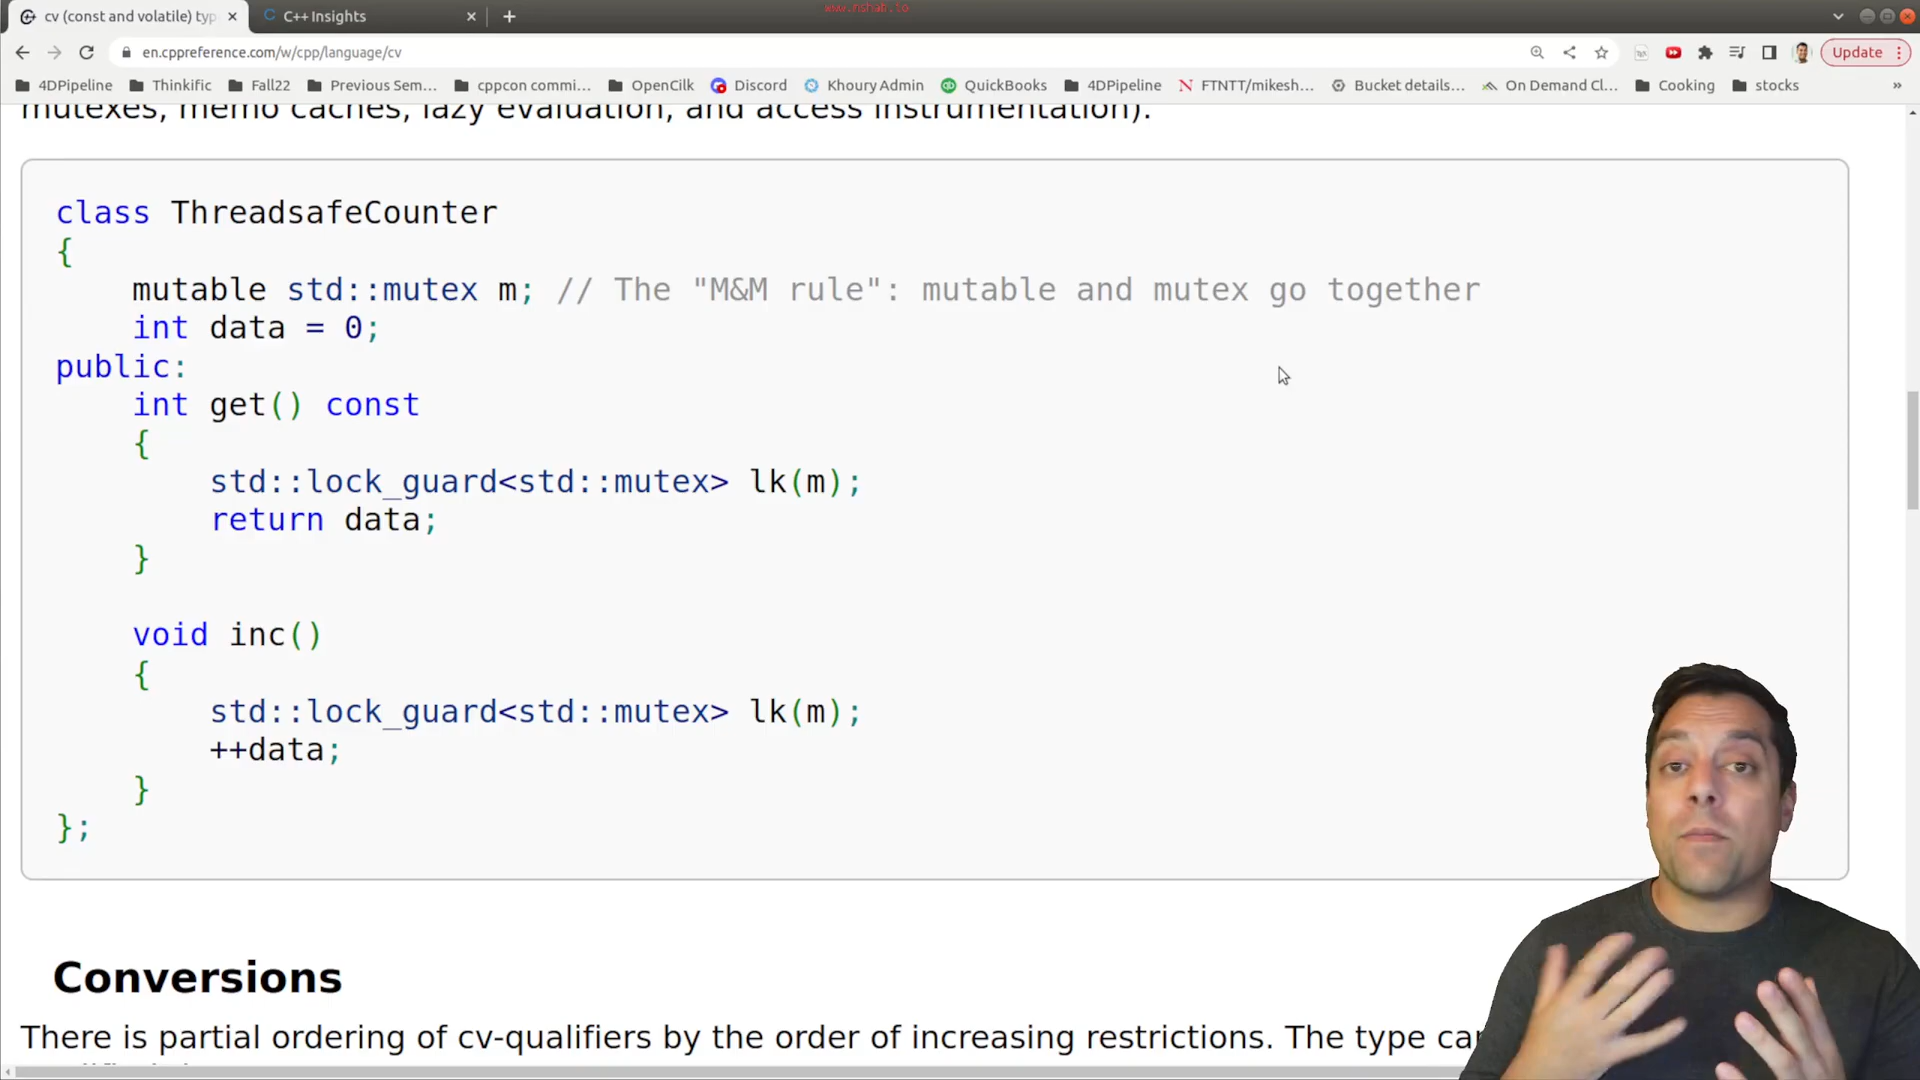 www.mshab.io
cv (const and volatile) typ
C++ Insights
en.cppreference.com/w/cpp/language/cv
Update
4DPipeline Thinkific Fall22 Previous Sem... cppcon commi... OpenCilk Discord Khoury Admin QuickBooks 4DPipeline FTNTT/mikesh... Bucket details... On Demand Cl... Cooking stocks »
mutexes, memo caches, lazy evaluation, and access instrumentation).
class ThreadsafeCounter
{
mutable std::mutex m; // The "M&M rule": mutable and mutex go together
int data = 0;
public:
int get() const
{
std::lock_guard<std::mutex> lk(m);
return data;
}
void inc()
{
std::lock_guard<std::mutex> lk(m);
++data;
}
};
Conversions
There is partial ordering of cv-qualifiers by the order of increasing restrictions. The type ca